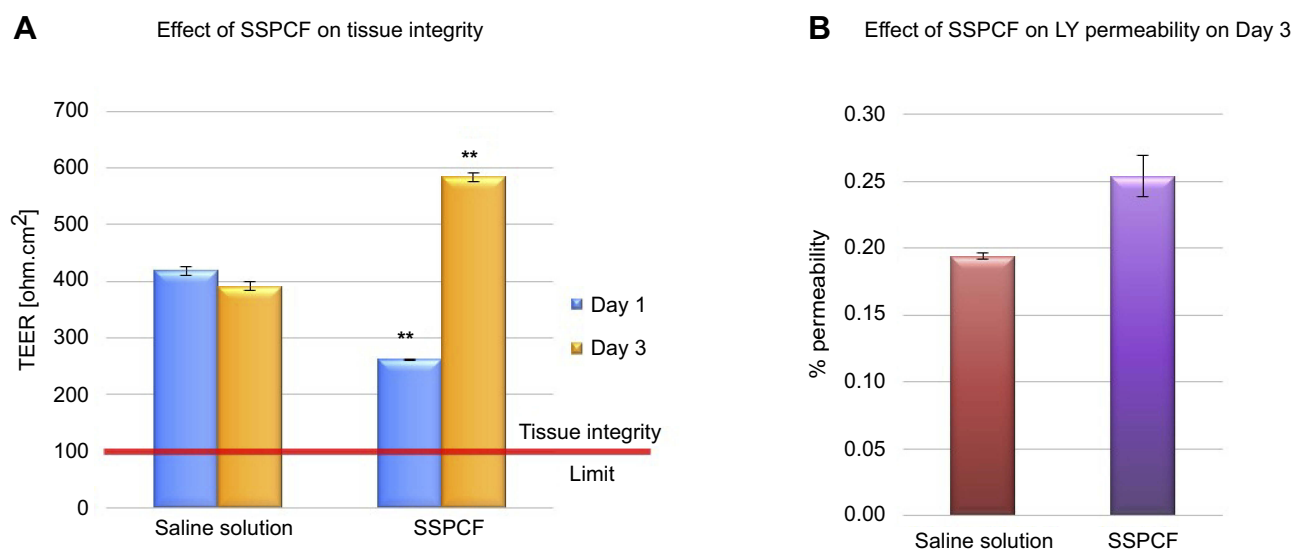 A
Effect of SSPCF on tissue integrity
700
600
500
400
300
200
100
0
TEER [ohm.cm²]
**
**
Day 1
Day 3
Tissue integrity
Limit
Saline solution
SSPCF
B
Effect of SSPCF on LY permeability on Day 3
0.30
0.25
0.20
0.15
0.10
0.05
0.00
% permeability
Saline solution
SSPCF